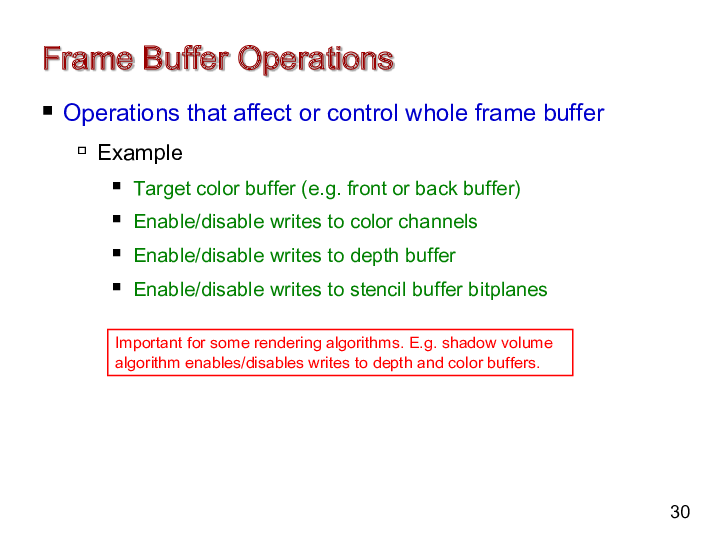 Frame Buffer Operations
Operations that affect or control whole frame buffer
Example
Target color buffer (e.g. front or back buffer)
Enable/disable writes to color channels
Enable/disable writes to depth buffer
Enable/disable writes to stencil buffer bitplanes
Important for some rendering algorithms. E.g. shadow volume
algorithm enables/disables writes to depth and color buffers.
30